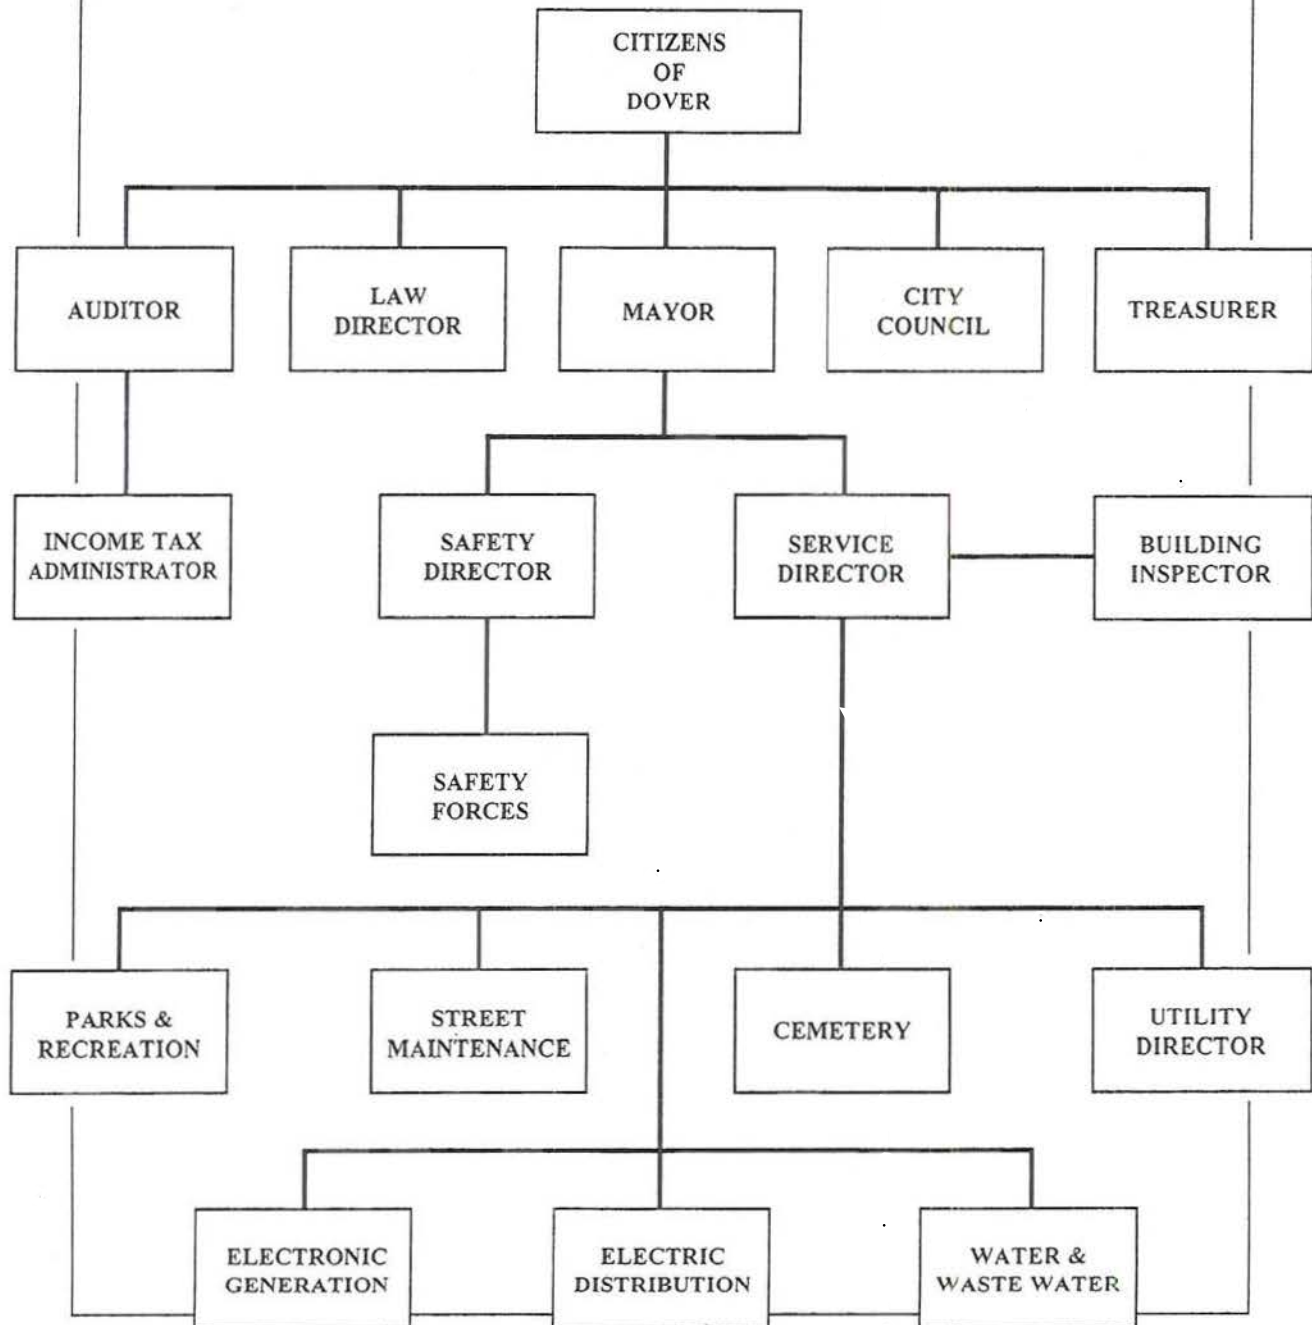 CITIZENS
OF
DOVER
AUDITOR
LAW
DIRECTOR
MAYOR
CITY
COUNCIL
TREASURER
INCOME TAX
ADMINISTRATOR
SAFETY
DIRECTOR
SERVICE
DIRECTOR
BUILDING
INSPECTOR
SAFETY
FORCES
PARKS &
RECREATION
STREET
MAINTENANCE
CEMETERY
UTILITY
DIRECTOR
ELECTRONIC
GENERATION
ELECTRIC
DISTRIBUTION
WATER &
WASTE WATER